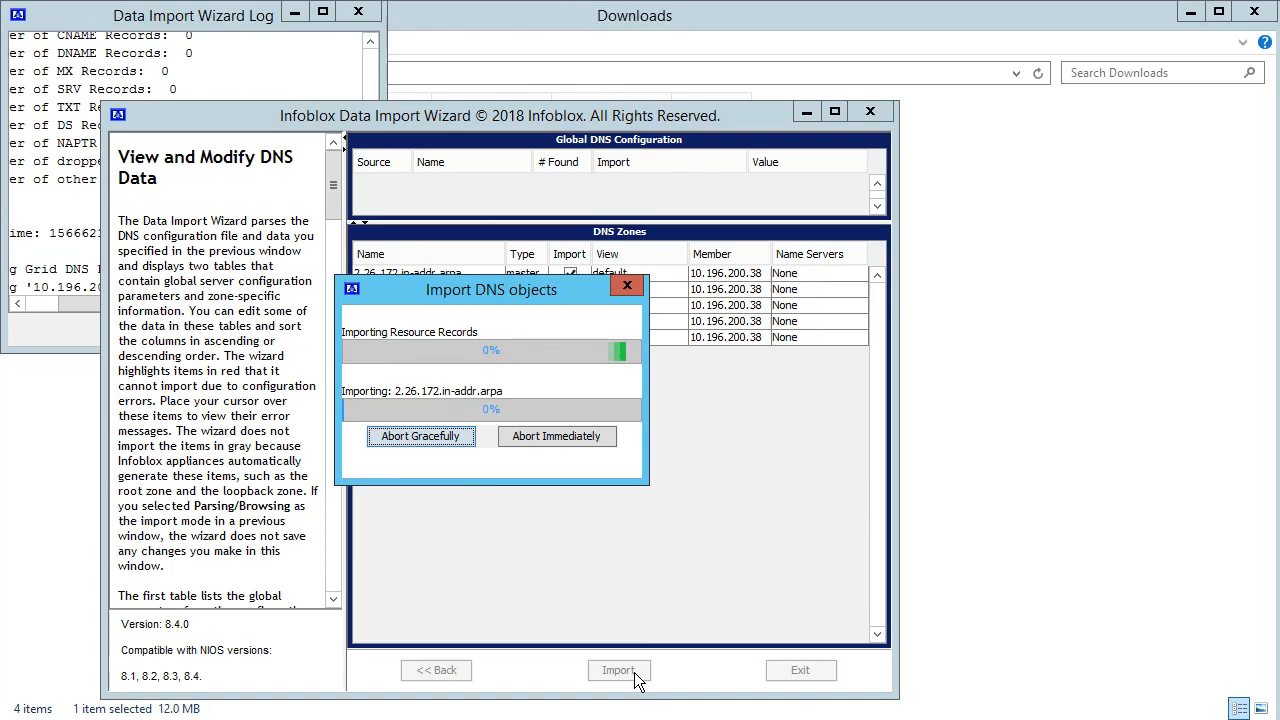 Data Import Wizard Log
Downloads
er of CNAME Records: 0
er of DNAME Records: 0
er of MX Records: 0
er of SRV Records: 0
er of TXT
er of DS Rec
er of NAPTR
er of droppe
er of other
ime: 156662
g Grid DNS
g '10.196.20
Search Downloads
Infoblox Data Import Wizard © 2018 Infoblox. All Rights Reserved.
View and Modify DNS
Data
The Data Import Wizard parses the
DNS configuration file and data you
specified in the previous window
and displays two tables that
contain global server configuration
parameters and zone-specific
information. You can edit some
of the data in these tables and sort
the columns in ascending or
descending order. The wizard
highlights items in red that it
cannot import due to configuration
errors. Place your cursor over
these items to view their error
messages. The wizard does not
import the items in gray because
Infoblox appliances automatically
generate these items, such as the
root zone and the loopback zone. If
you selected Parsing/Browsing as
the import mode in a previous
window, the wizard does not save
any changes you make in this
window.
The first table lists the global
Version: 8.4.0
Compatible with NIOS versions:
8.1, 8.2, 8.3, 8.4.
Global DNS Configuration
Source Name # Found Import Value
DNS Zones
Name Type Import View Member Name Servers
2.26.172.in-addr.arpa master default 10.196.200.38 None
10.196.200.38 None
10.196.200.38 None
10.196.200.38 None
10.196.200.38 None
Import DNS objects
Importing Resource Records
0%
Importing: 2.26.172.in-addr.arpa
0%
Abort Gracefully Abort Immediately
<< Back Import Exit
4 items 1 item selected 12.0 MB